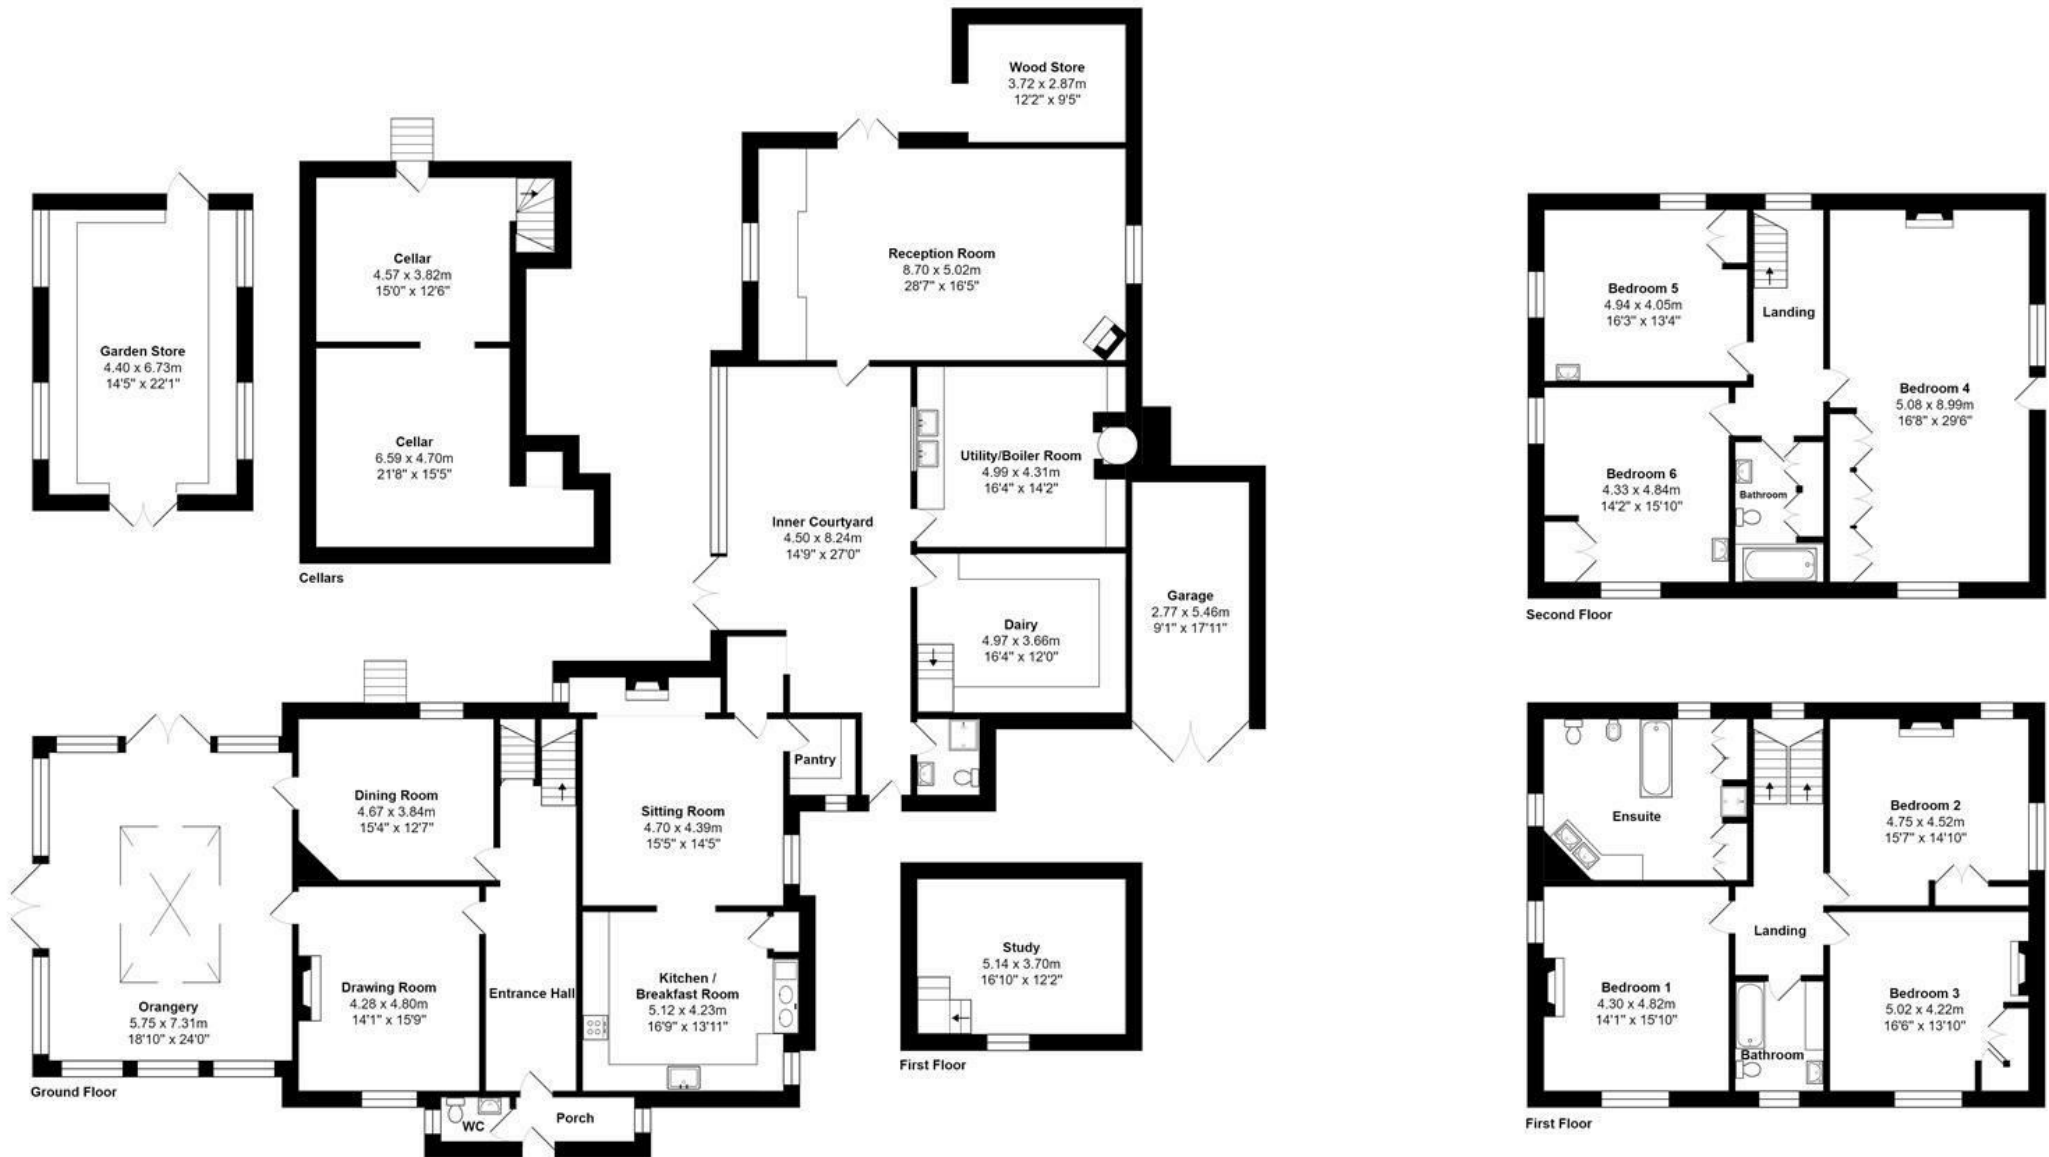 Wood Store
3.72 x 2.87m
12'2" x 9'5"
Cellar
4.57 x 3.82m
15'0" x 12'6"
Reception Room
8.70 x 5.02m
28'7" x 16'5"
Garden Store
4.40 x 6.73m
14'5" x 22'1"
Cellar
6.59 x 4.70m
21'8" x 15'5"
Cellars
Utility/Boiler Room
4.99 x 4.31m
16'4" x 14'2"
Inner Courtyard
4.50 x 8.24m
14'9" x 27'0"
Dairy
4.97 x 3.66m
16'4" x 12'0"
Garage
2.77 x 5.46m
9'1" x 17'11"
Pantry
Dining Room
4.67 x 3.84m
15'4" x 12'7"
Sitting Room
4.70 x 4.39m
15'5" x 14'5"
Orangery
5.75 x 7.31m
18'10" x 24'0"
Drawing Room
4.28 x 4.80m
14'1" x 15'9"
Entrance Hall
Kitchen /
Breakfast Room
5.12 x 4.23m
16'9" x 13'11"
WC
Porch
Ground Floor
Study
5.14 x 3.70m
16'10" x 12'2"
First Floor
Bedroom 5
4.94 x 4.05m
16'3" x 13'4"
Landing
Bedroom 4
5.08 x 8.99m
16'8" x 29'6"
Bedroom 6
4.33 x 4.84m
14'2" x 15'10"
Bathroom
Second Floor
Ensuite
Bedroom 2
4.75 x 4.52m
15'7" x 14'10"
Landing
Bedroom 1
4.30 x 4.82m
14'1" x 15'10"
Bedroom 3
5.02 x 4.22m
16'6" x 13'10"
Bathroom
First Floor